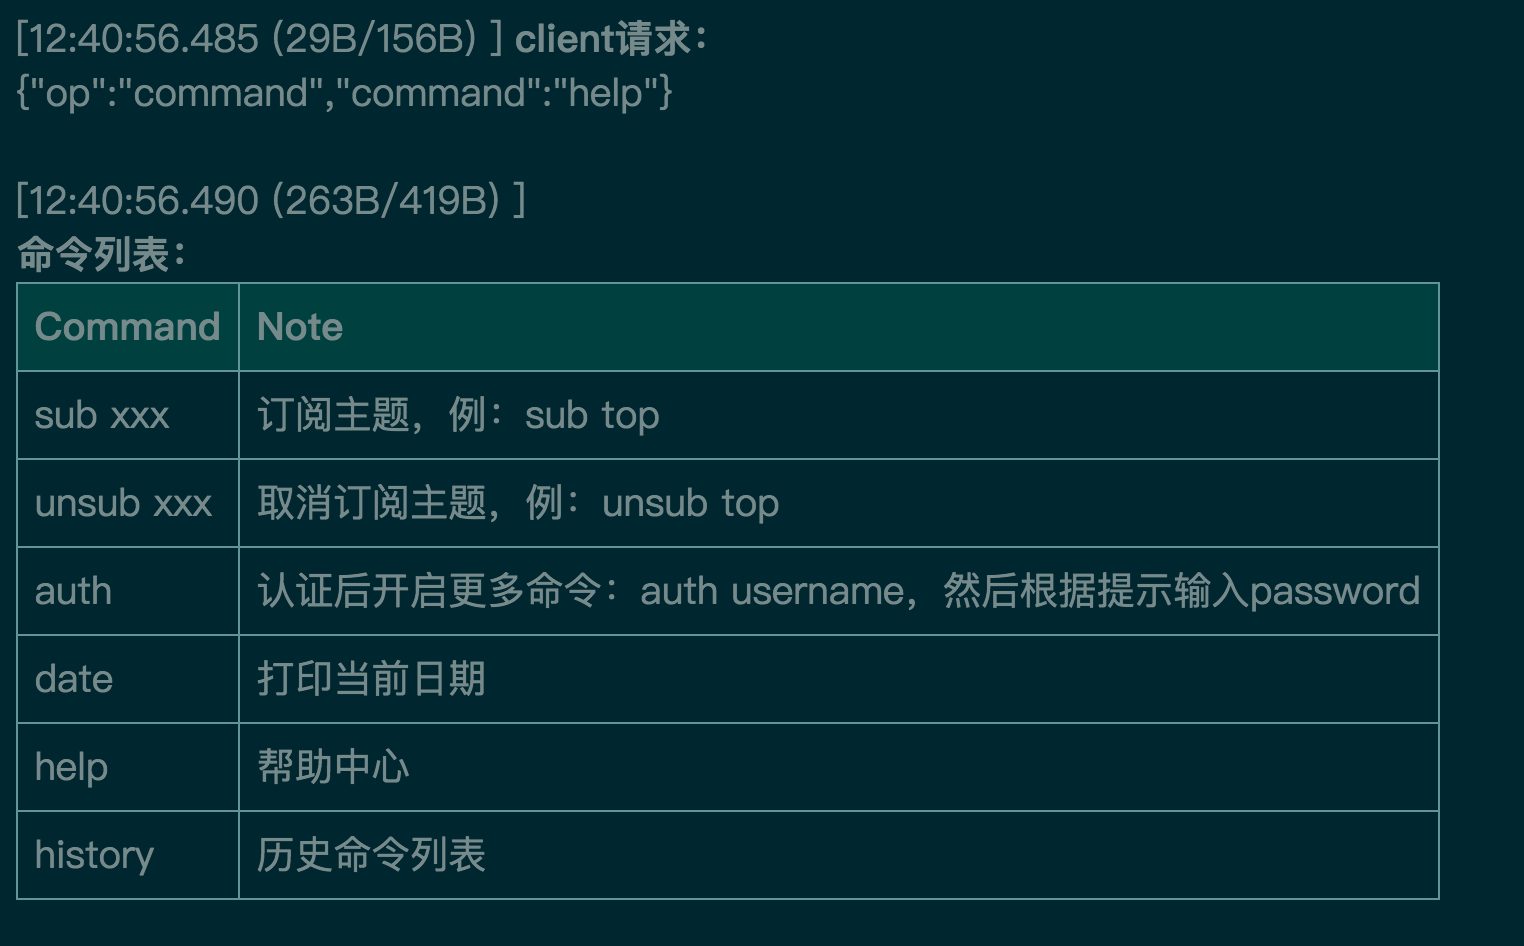 [12:40:56.485 (29B/156B) ] client请求：
{"op":"command","command":"help"}
[12:40:56.490 (263B/419B) ]
命令列表：
Command Note
sub xxx 订阅主题，例：sub top
unsub xxx 取消订阅主题，例：unsub top
auth 认证后开启更多命令：auth username，然后根据提示输入password
date 打印当前日期
help 帮助中心
history 历史命令列表